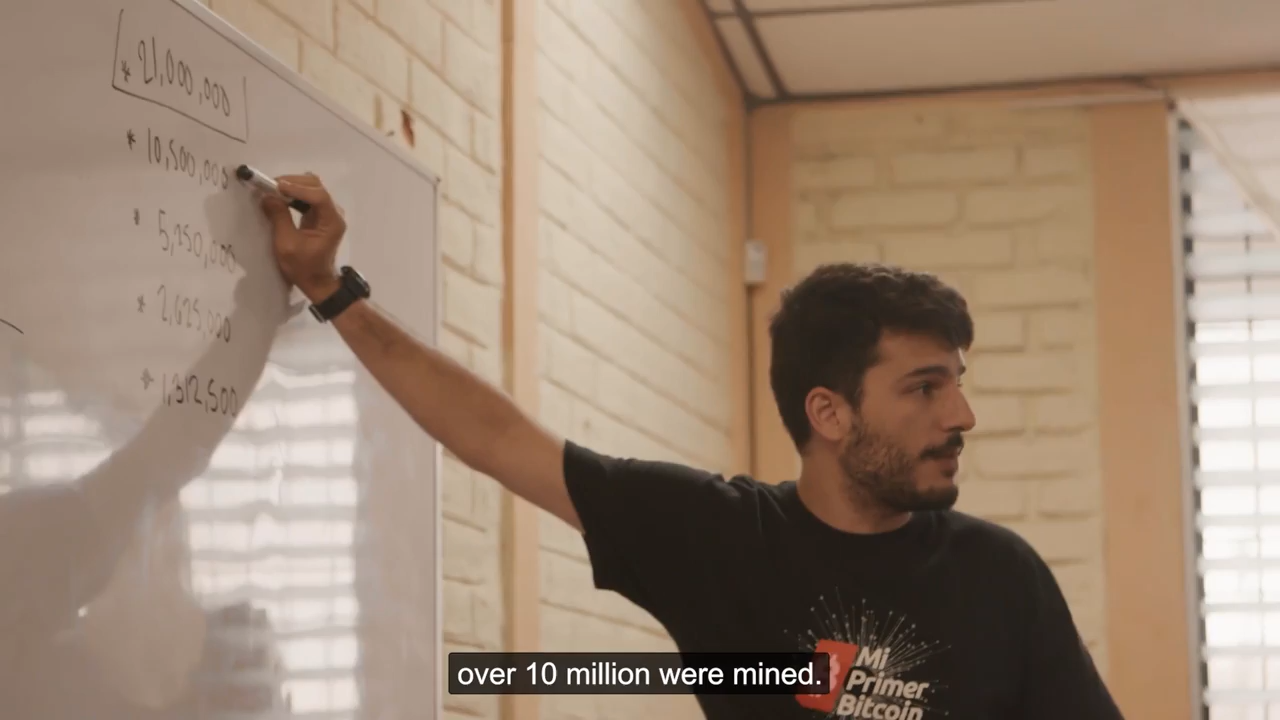 * 21,000,000
* 10,500,000
* 5,250,000
* 2,625,000
* 1,312,500
Mi
Primer
Bitcoin
over 10 million were mined.